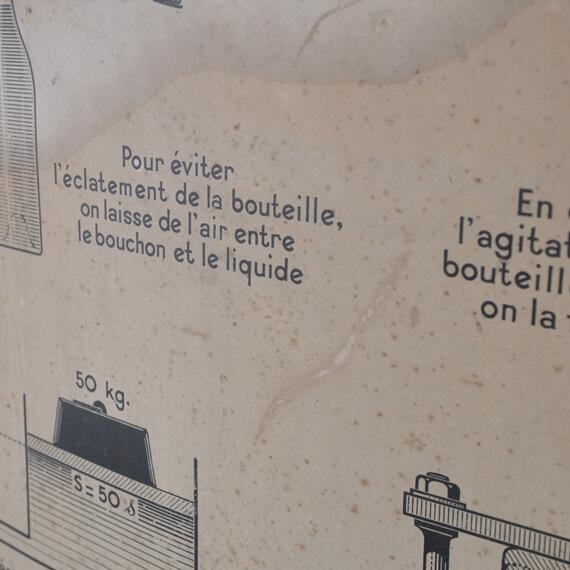 Pour éviter
l'éclatement de la bouteille,
on laisse de l'air entre
le bouchon et le liquide
En
l'agitat
bouteill
on la
50 kg.
S = 50 s